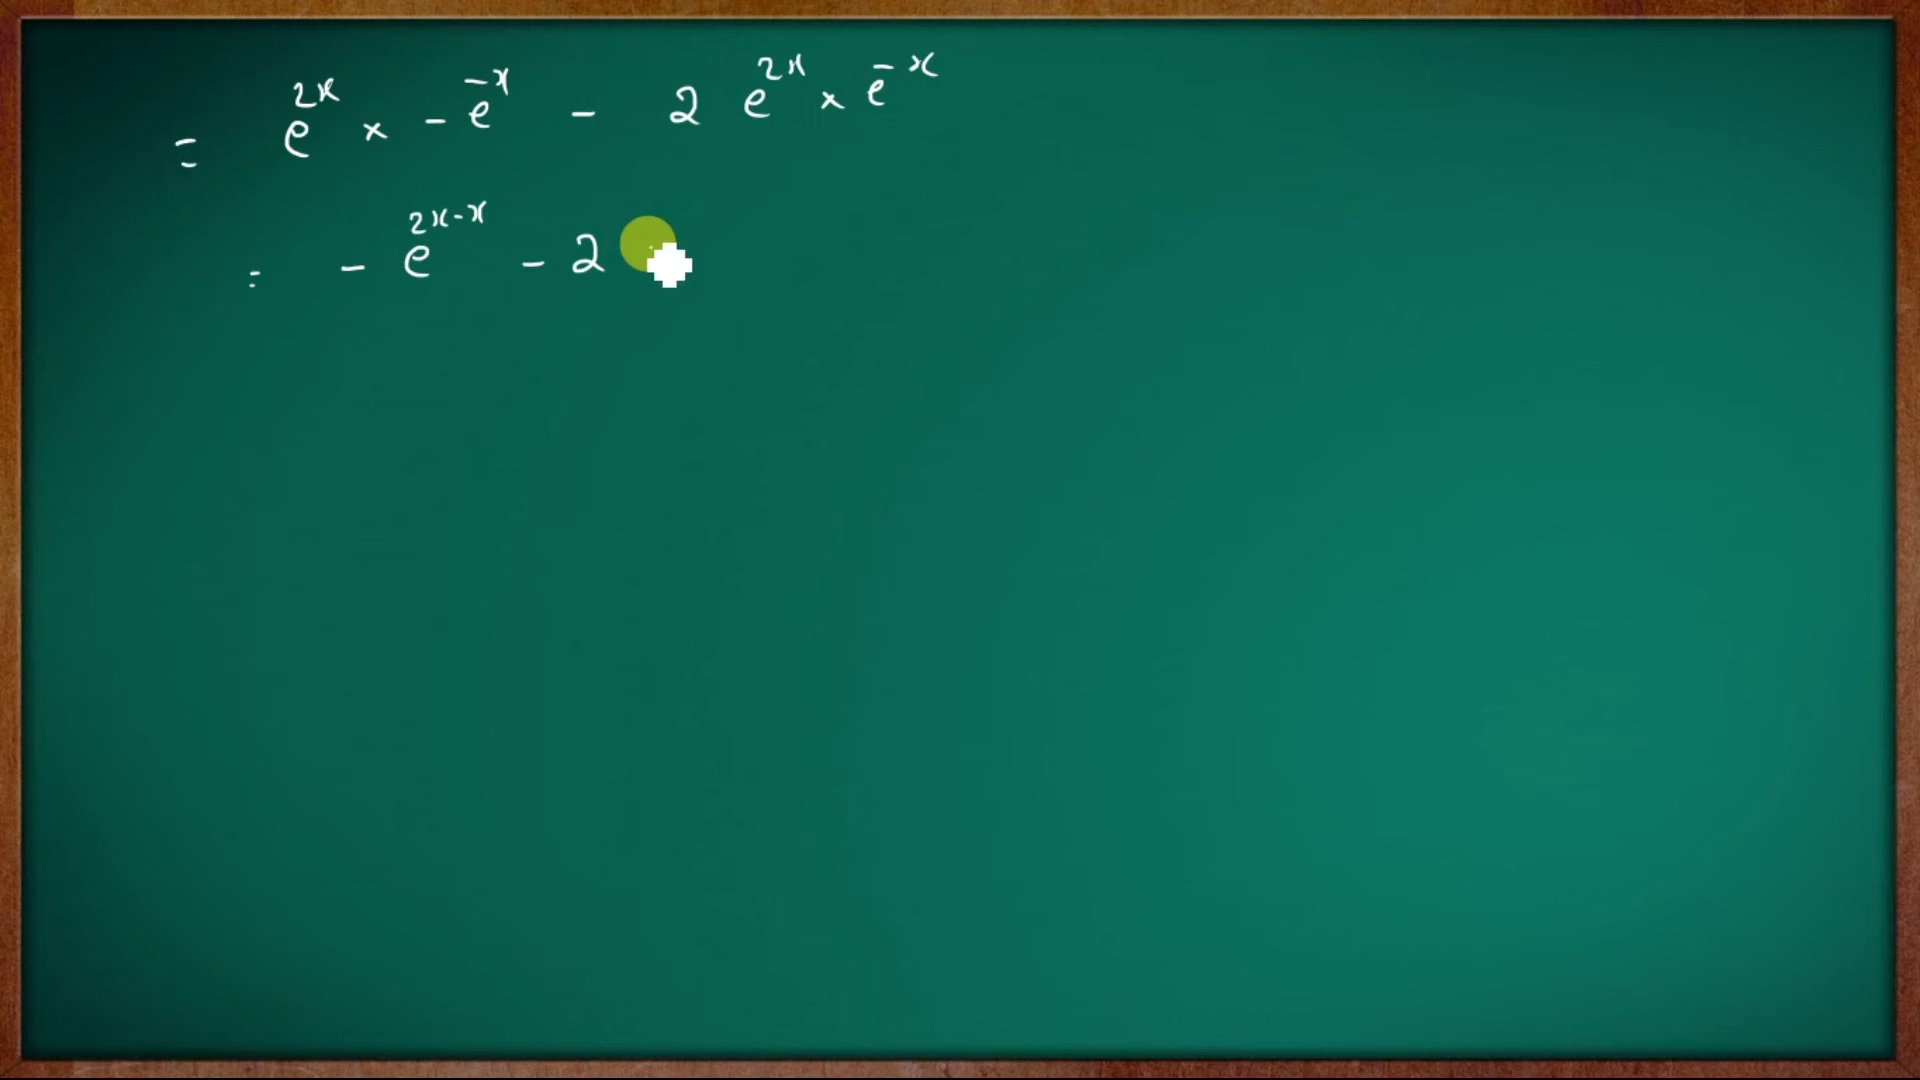 = e^{2x} × - e^{-x} - 2 e^{2x} × e^{-x}
= - e^{2x-x} - 2